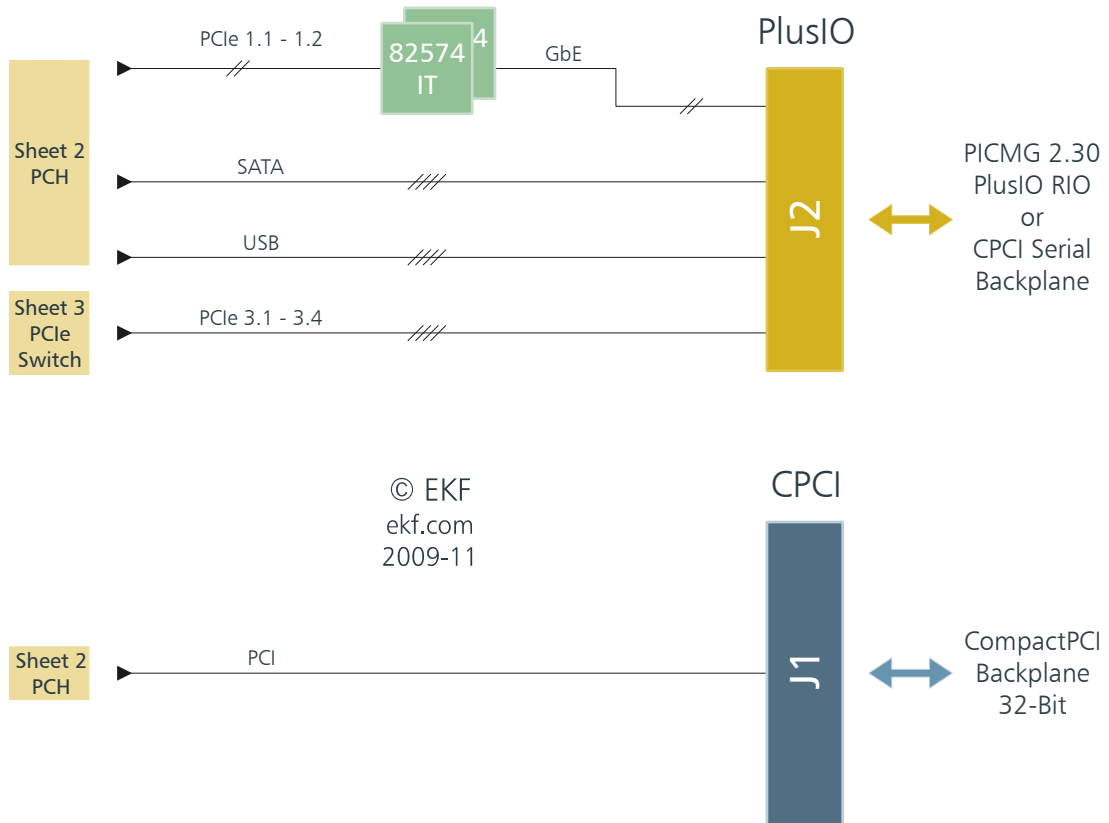 PlusIO
PCIe 1.1 - 1.2
82574
IT
4
GbE
Sheet 2
PCH
SATA
USB
J2
PICMG 2.30
PlusIO RIO
or
CPCI Serial
Backplane
Sheet 3
PCIe
Switch
PCIe 3.1 - 3.4
© EKF
ekf.com
2009-11
CPCI
Sheet 2
PCH
PCI
J1
CompactPCI
Backplane
32-Bit